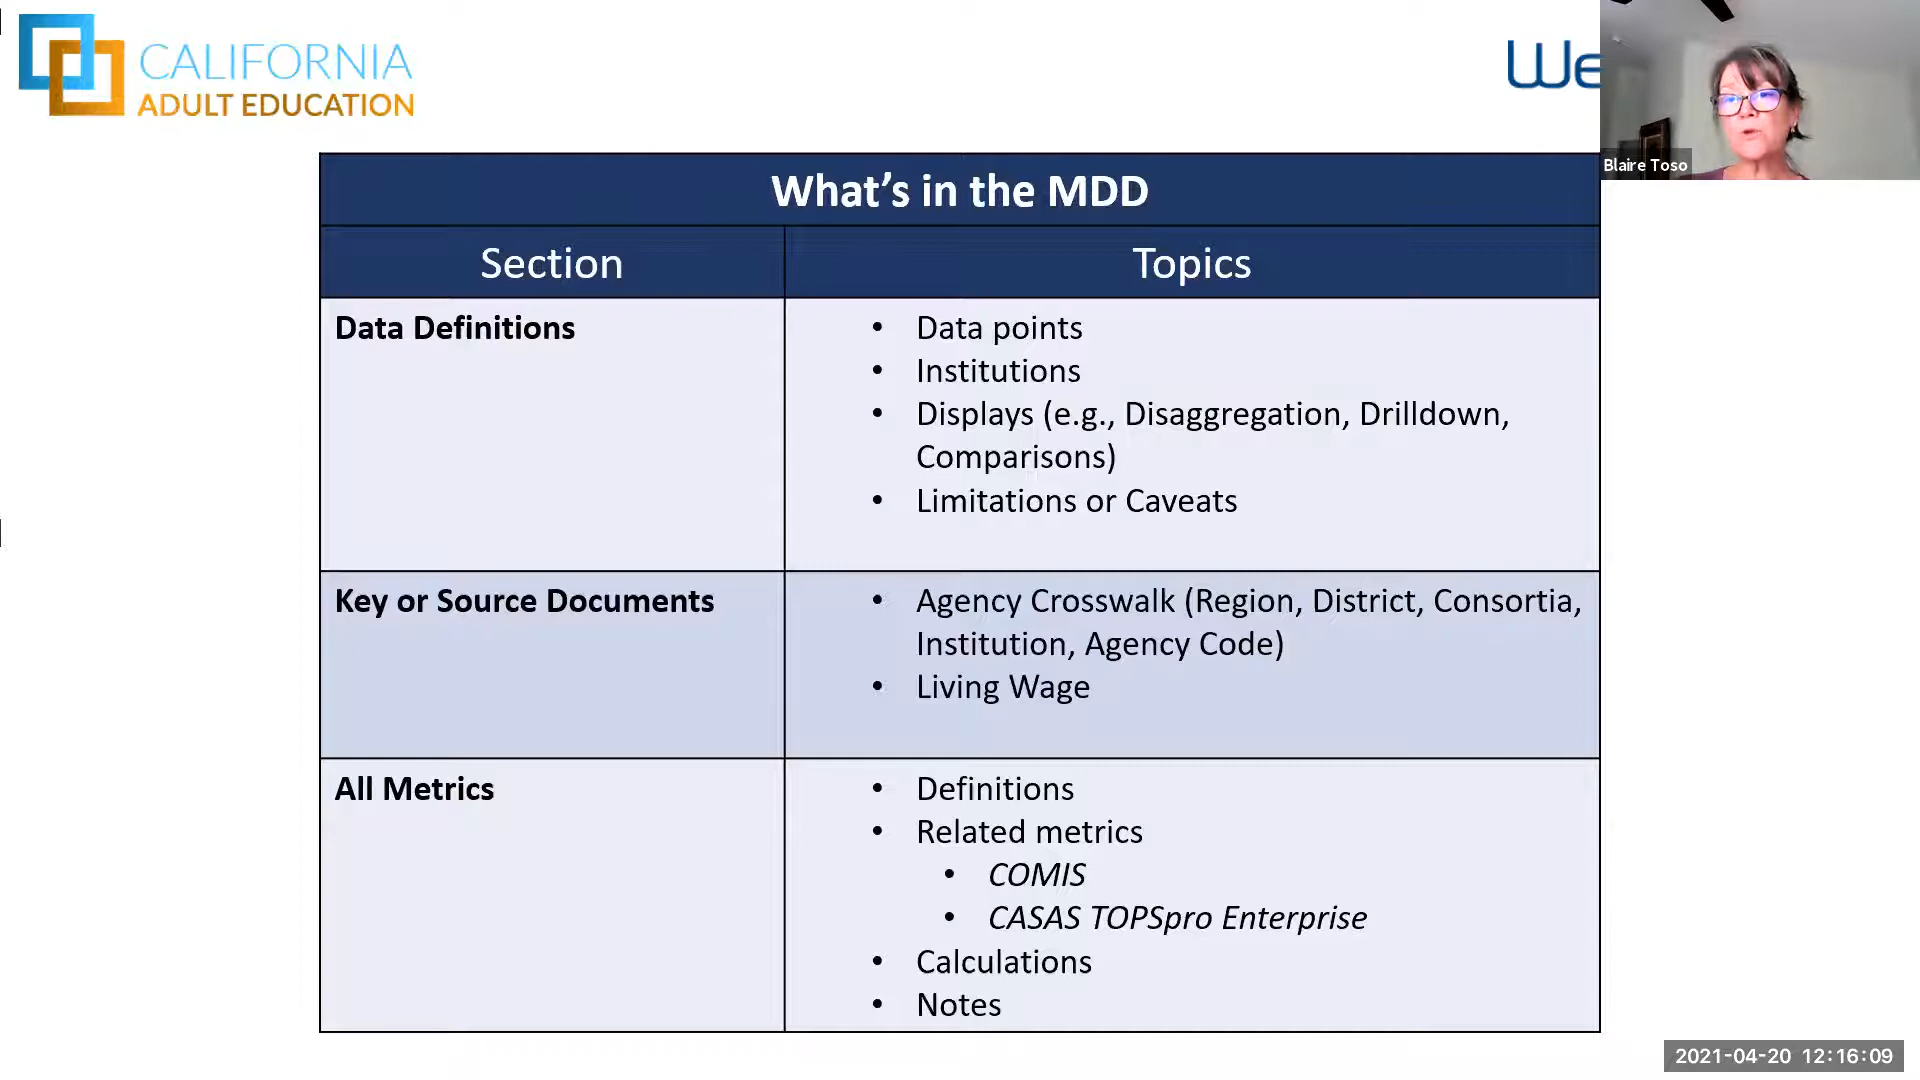 CALIFORNIA
ADULT EDUCATION
We
Blaire Toso
What's in the MDD
Section
Topics
Data Definitions
• Data points
• Institutions
• Displays (e.g., Disaggregation, Drilldown,
Comparisons)
• Limitations or Caveats
Key or Source Documents
• Agency Crosswalk (Region, District, Consortia,
Institution, Agency Code)
• Living Wage
All Metrics
• Definitions
• Related metrics
• COMIS
• CASAS TOPSpro Enterprise
• Calculations
• Notes
2021-04-20 12:16:09